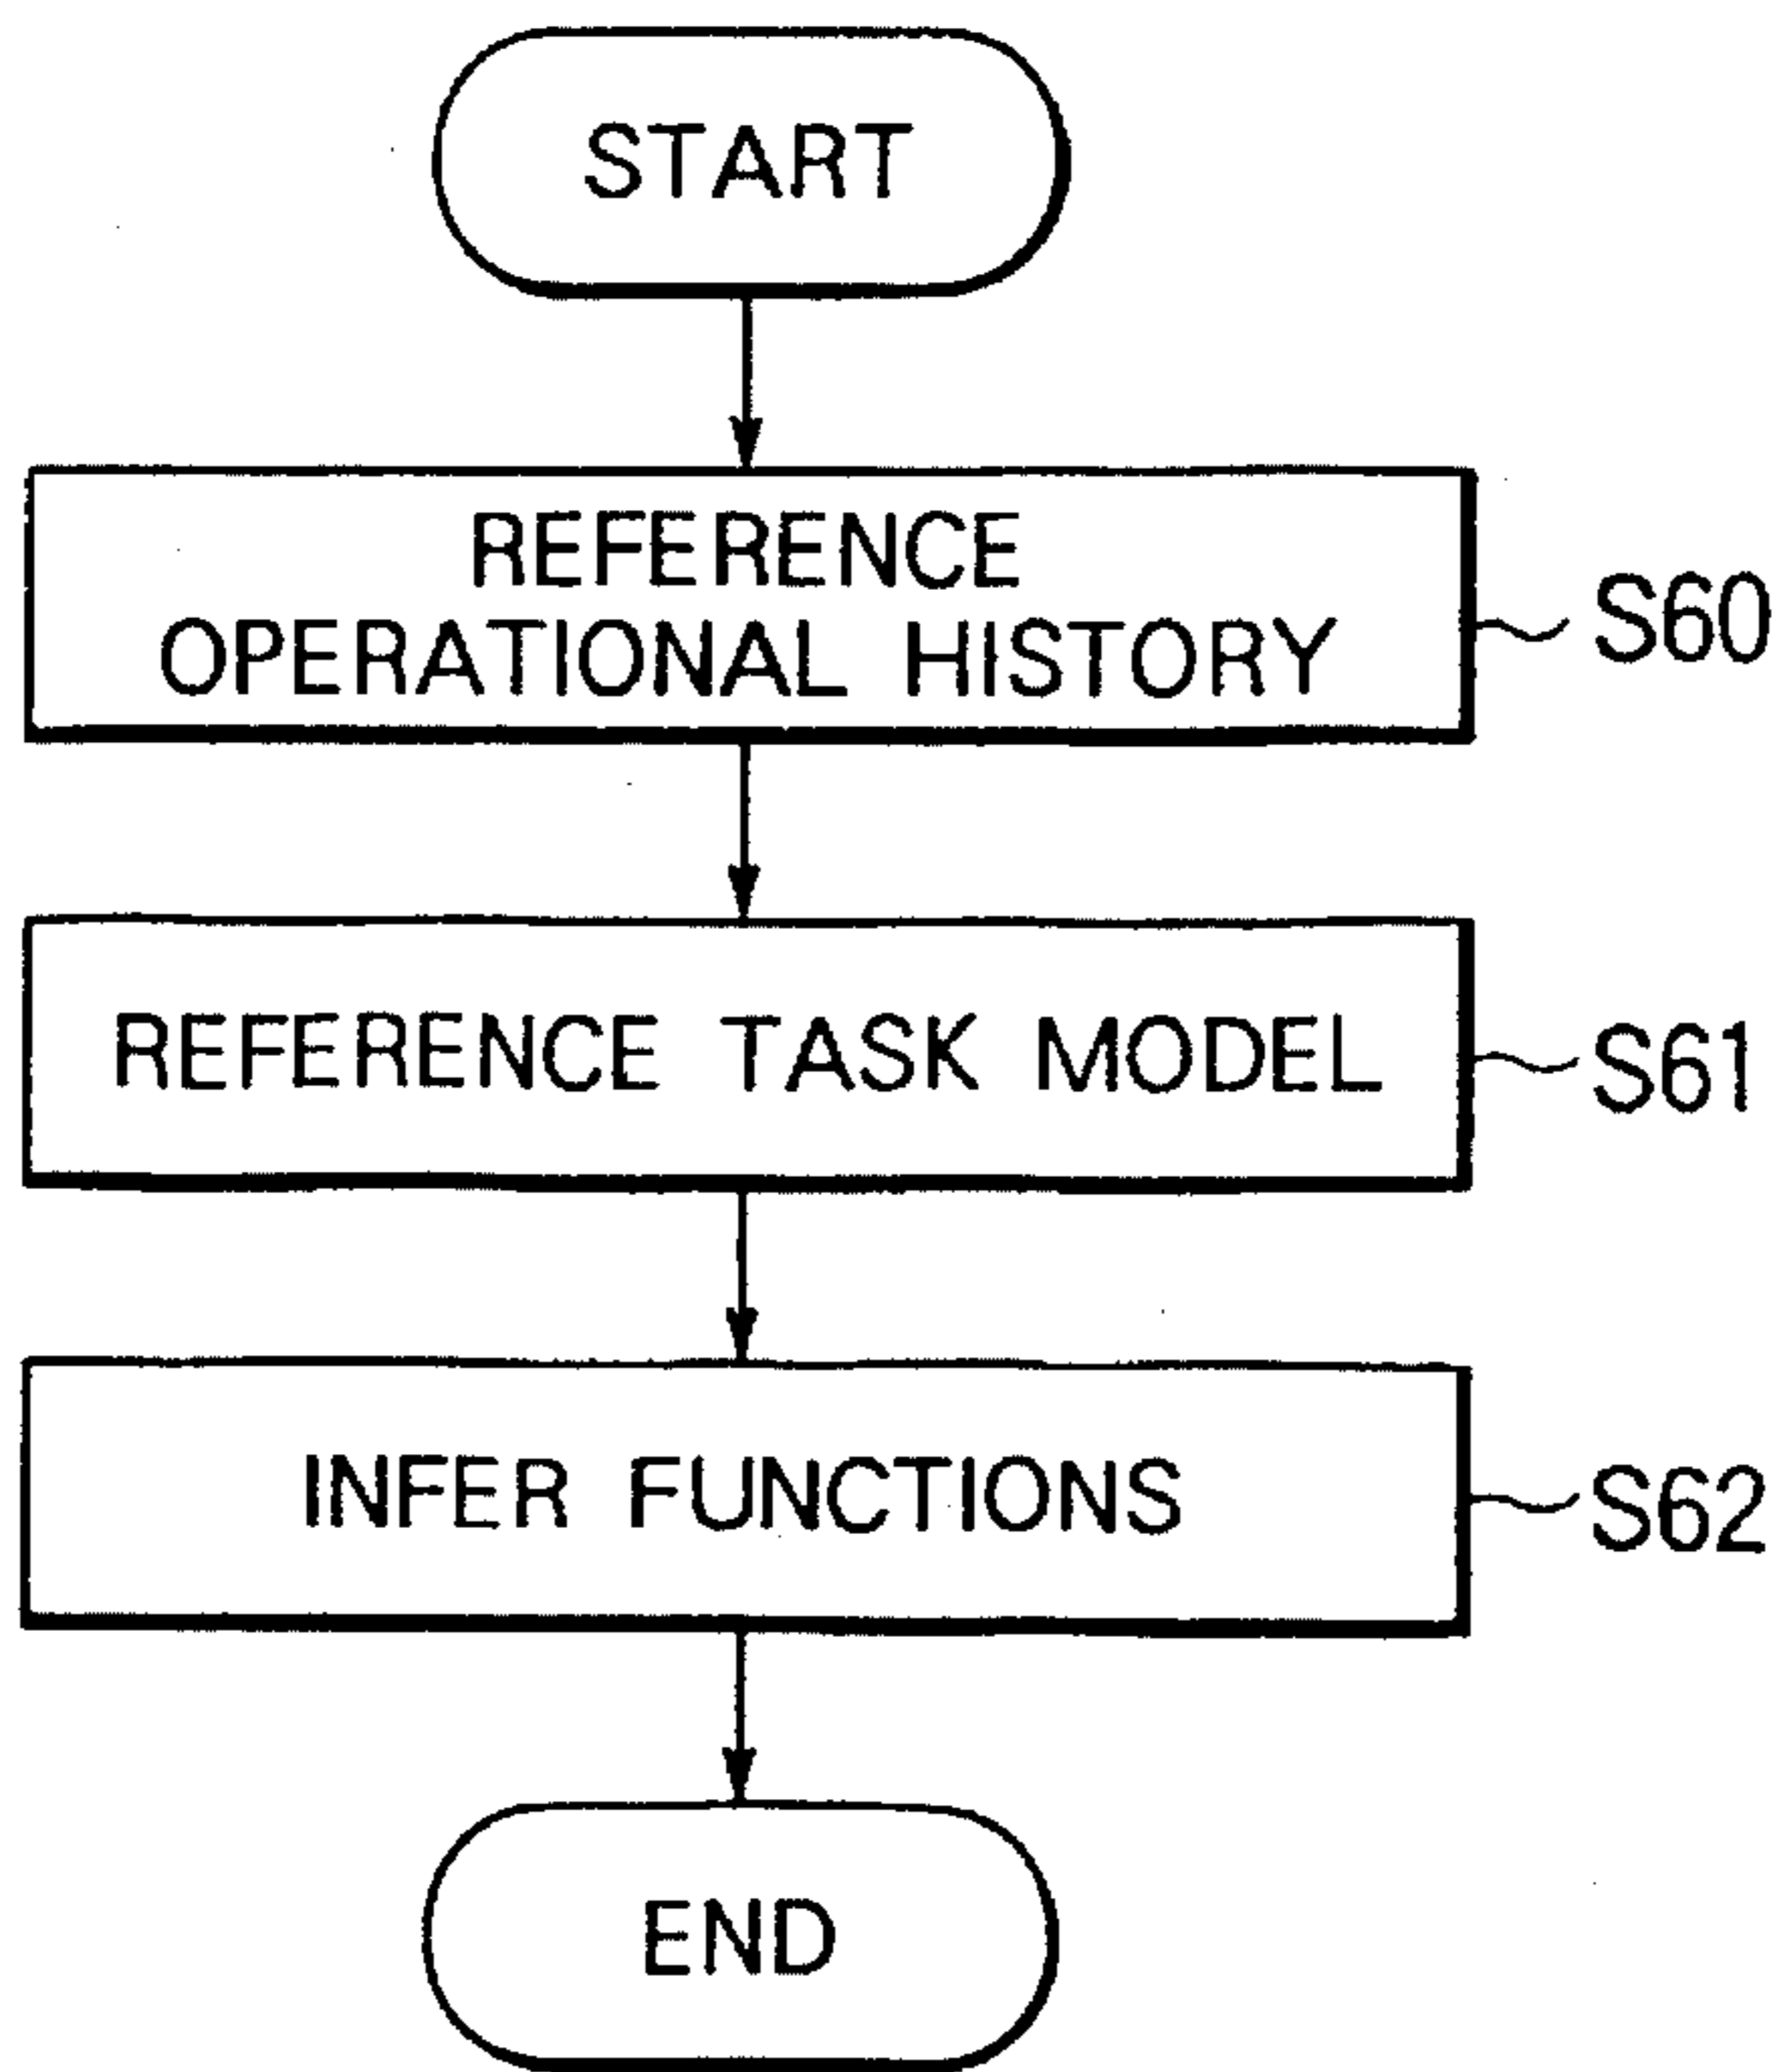 START
REFERENCE
OPERATIONAL HISTORY
S60
REFERENCE TASK MODEL
S61
INFER FUNCTIONS
S62
END